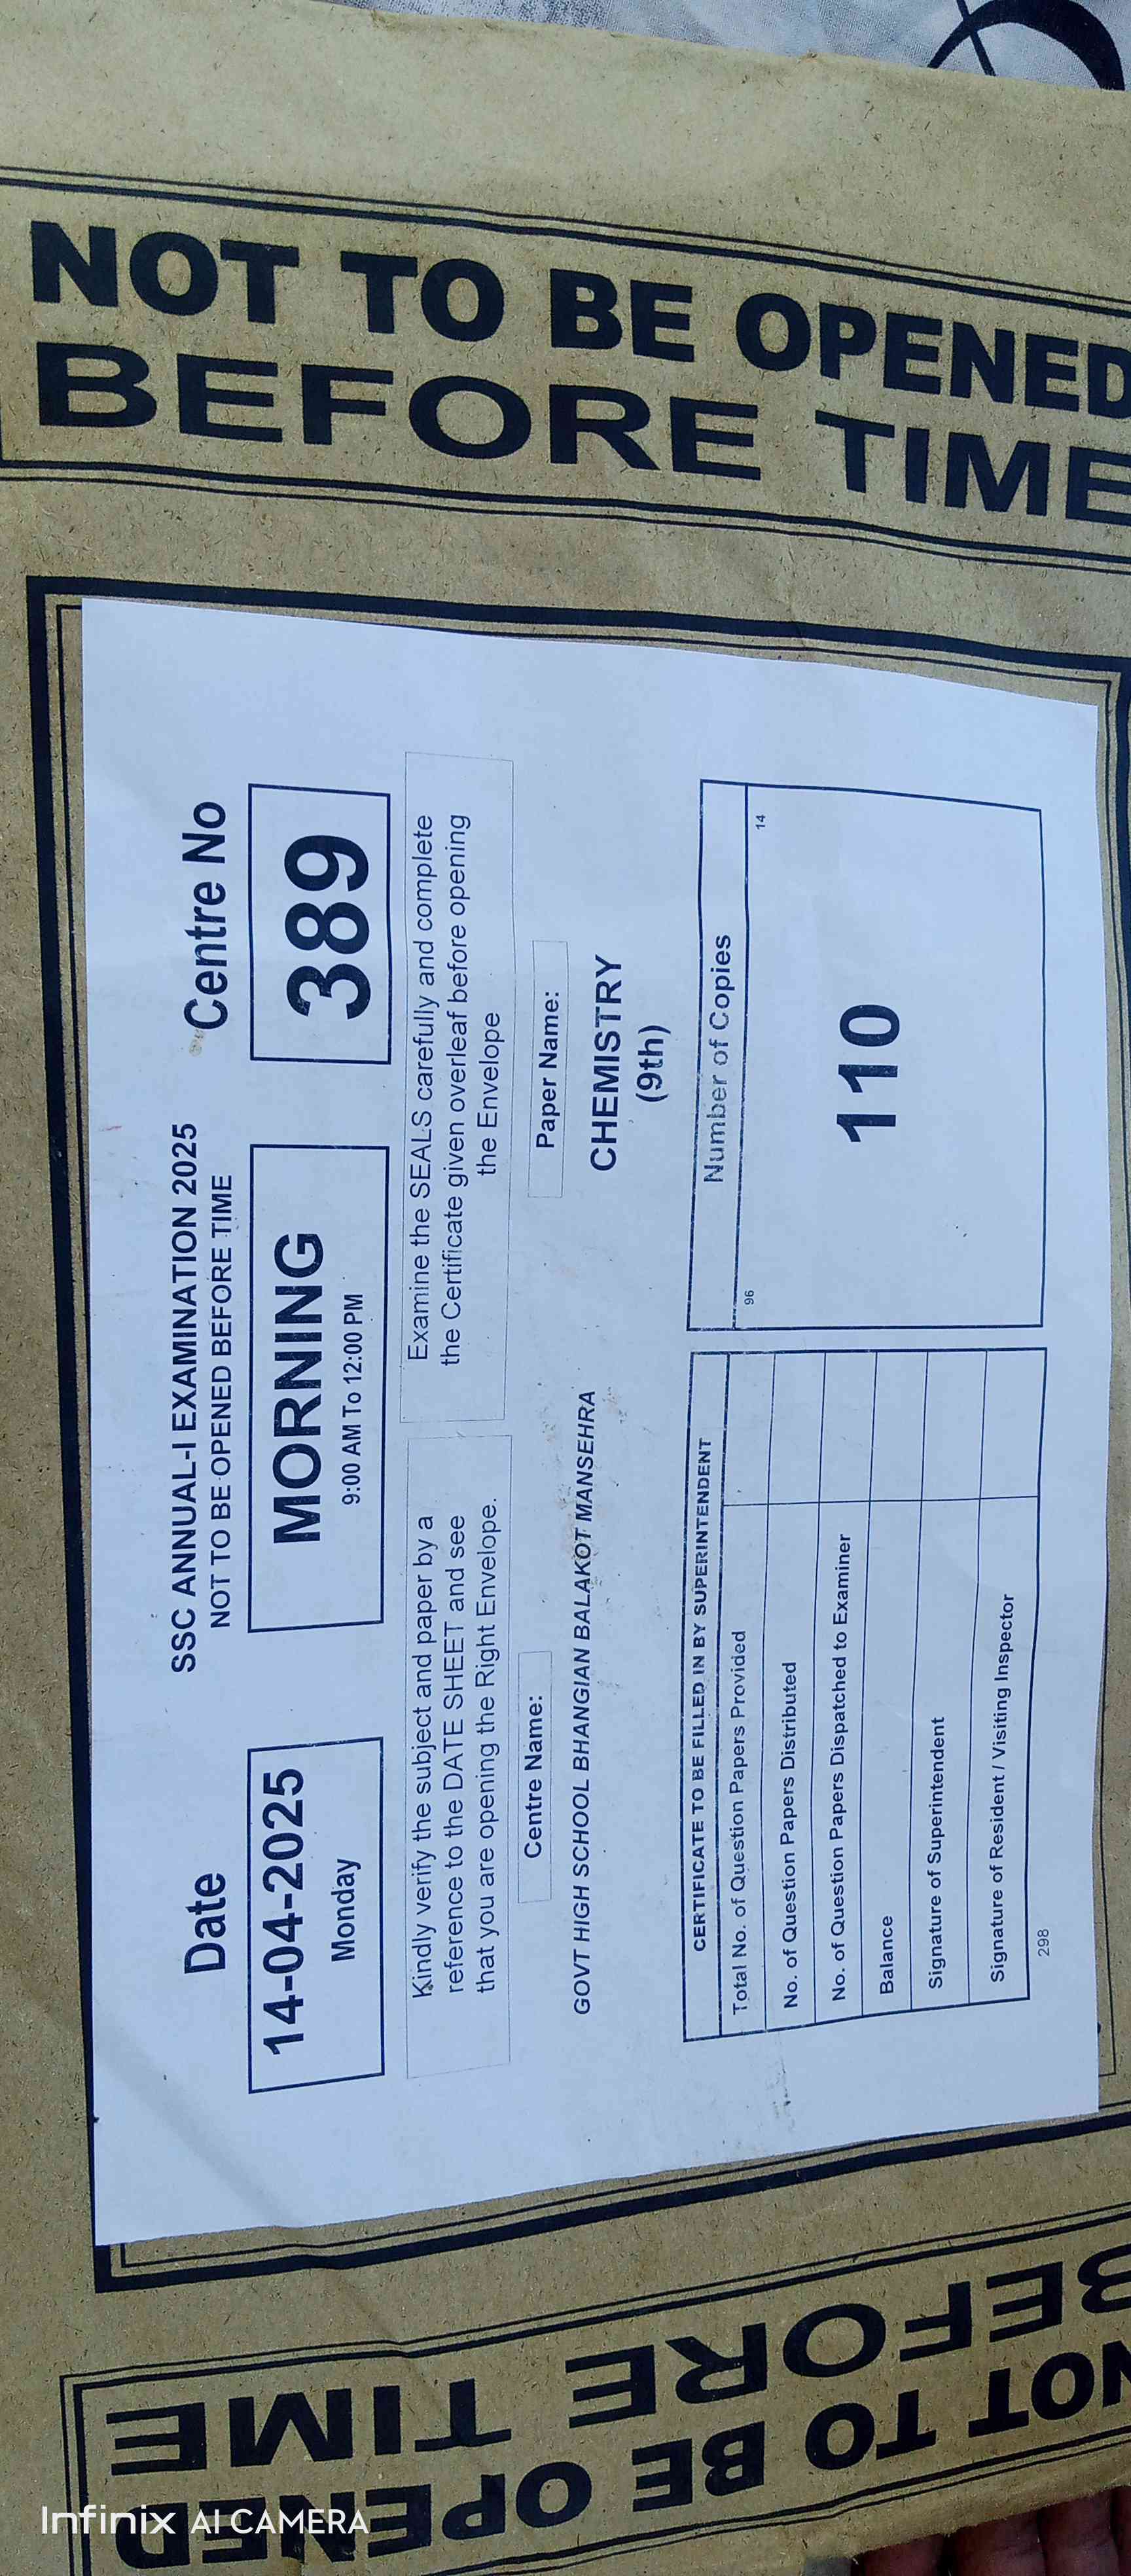 NOT TO BE OPENED
BEFORE TIME
SSC ANNUAL-I EXAMINATION 2025
NOT TO BE OPENED BEFORE TIME
Date
14-04-2025
Monday
MORNING
9:00 AM To 12:00 PM
Centre No
389
Kindly verify the subject and paper by a
reference to the DATE SHEET and see
that you are opening the Right Envelope.
Examine the SEALS carefully and complete
the Certificate given overleaf before opening
the Envelope
Centre Name:
GOVT HIGH SCHOOL BHANGIAN BALAKOT MANSEHRA
Paper Name:
CHEMISTRY
(9th)
CERTIFICATE TO BE FILLED IN BY SUPERINTENDENT
Total No. of Question Papers Provided
No. of Question Papers Distributed
No. of Question Papers Dispatched to Examiner
Balance
Signature of Superintendent
Signature of Resident / Visiting Inspector
298
Number of Copies
96
14
110
NOT TO BE OPENED
BEFORE TIME
Infinix AI CAMERA